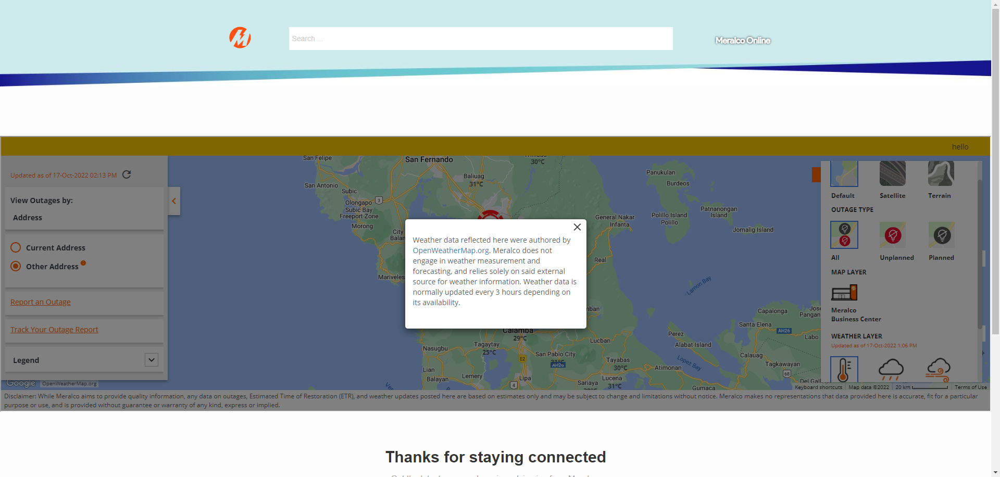 Search ...
Meralco Online
hello
Updated as of 17-Oct-2022 02:13 PM
View Outages by:
Address
Current Address
Other Address
Report an Outage
Track Your Outage Report
Legend
San Felipe
San Fernando
30°C
Baliuag
31°C
San Antonio
Subic
Olongapo
3
Subic Bay
Freeport Zone
Morong
City
Balan
Mariveles
Panukulan
Burdeos
General Nakar
Infanta
Polillo Island
Polillo
Patnanongan
Island
Jomalig Island
Real
Lamon Bay
Weather data reflected here were authored by
OpenWeatherMap.org. Meralco does not
engage in weather measurement and
forecasting, and relies solely on said external
source for weather information. Weather data is
normally updated every 3 hours depending on
its availability.
nban
Calamba
29°C
Nasugbu
Tagaytay
25°C
E2
San Pablo City
31°C
AH26
Lucban
Tayabas
30°C
Lian
Balayan
Lemery
4
Lipa
Sariaya
Lucena
31°C
Perez
Alabat Island
Lopez Bay
Atimonan
Gumaca
Calauag
Tagkawayan
68
Del Gall
Santa Elena
AH26
Labo
Capalonga
Jose
Pangan
Default
Satellite
Terrain
OUTAGE TYPE
All
Unplanned
Planned
MAP LAYER
Meralco
Business Center
WEATHER LAYER
Updated as of 17-Oct-2022 1:06 PM
Google
OpenWeatherMap.org
Keyboard shortcuts
Map data ©2022
20 km
Terms of Use
Disclaimer: While Meralco aims to provide quality information, any data on outages, Estimated Time of Restoration (ETR), and weather updates posted here are based on estimates only and may be subject to change and limitations without notice. Meralco makes no representations that data provided here is accurate, fit for a particular
purpose or use, and is provided without guarantee or warranty of any kind, express or implied.
Thanks for staying connected